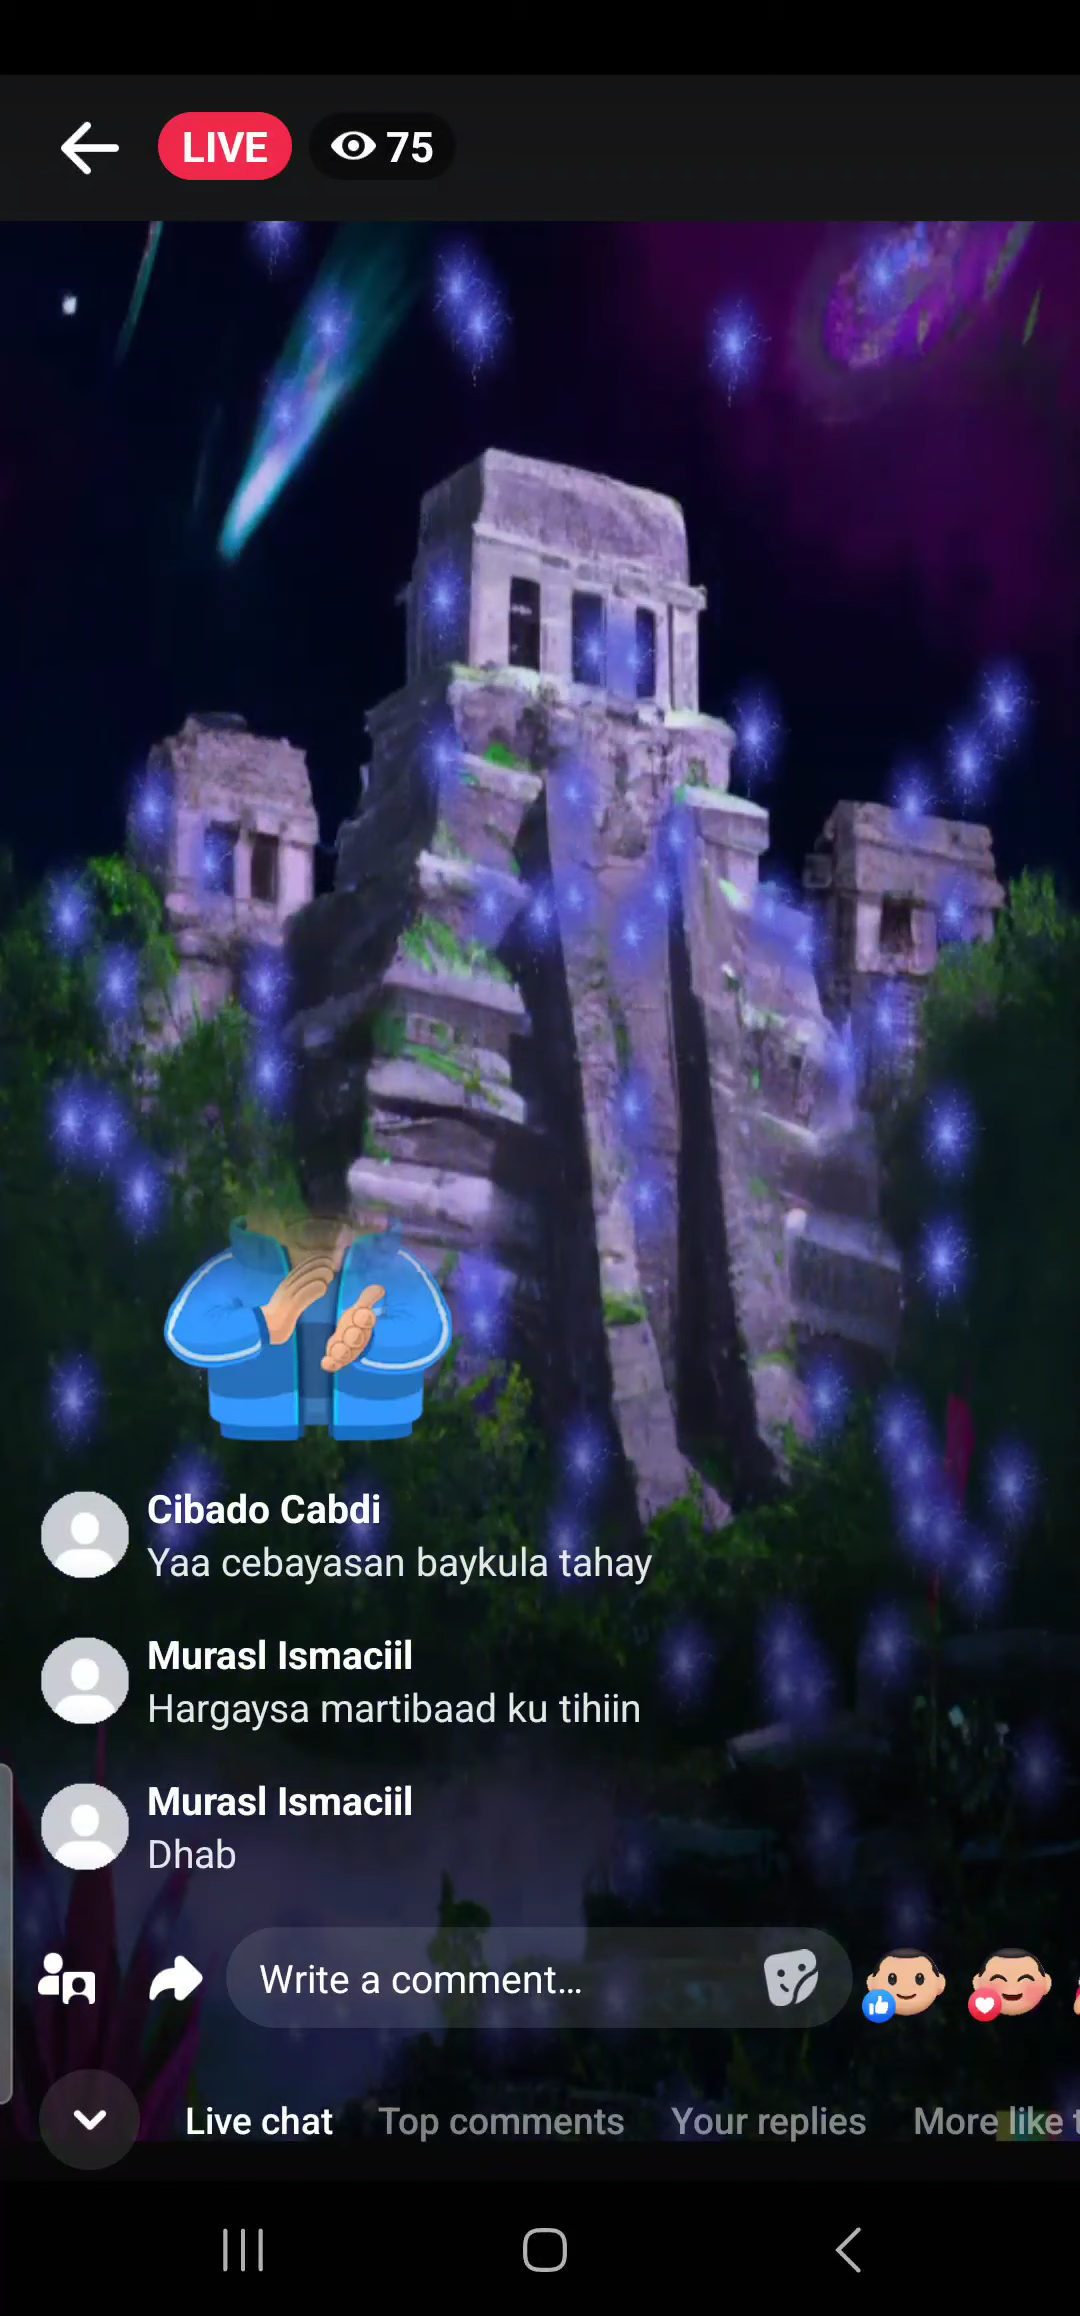 LIVE 75
Cibado Cabdi
Yaa cebayasan baykula tahay
Murasl Ismaciil
Hargaysa martibaad ku tihiin
Murasl Ismaciil
Dhab
Write a comment...
Live chat Top comments Your replies More like t